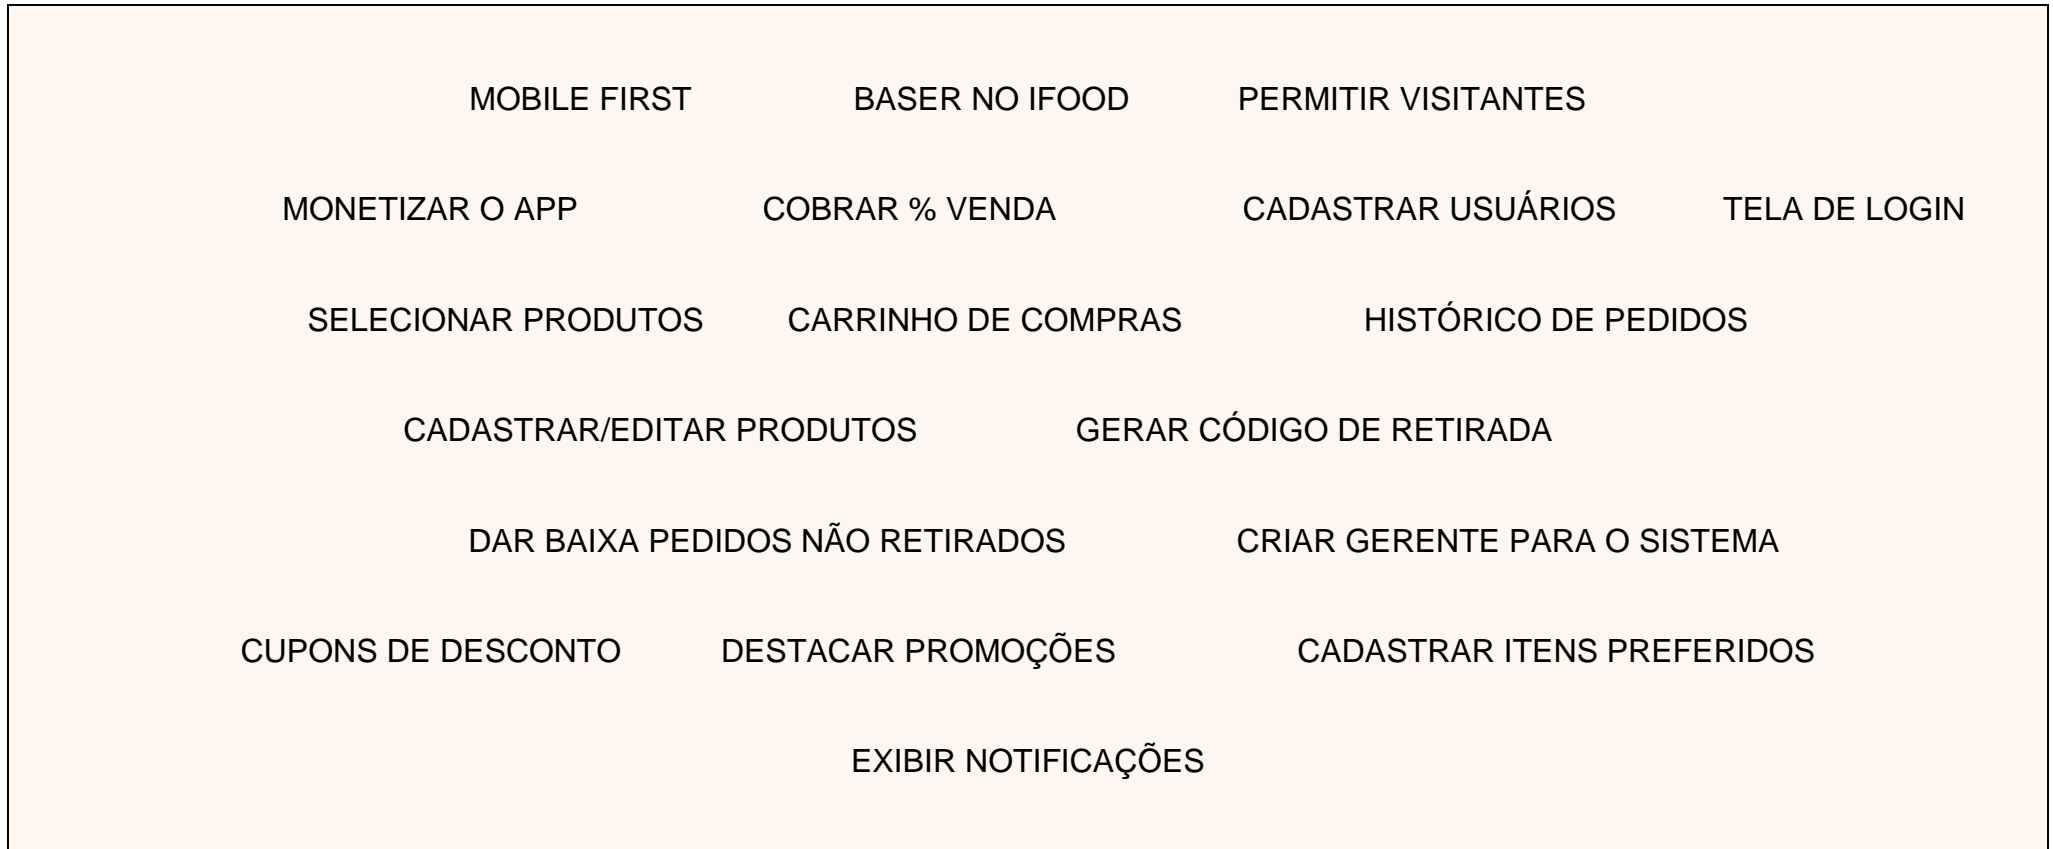 MOBILE FIRST BASER NO IFOOD PERMITIR VISITANTES
MONETIZAR O APP COBRAR % VENDA CADASTRAR USUÁRIOS TELA DE LOGIN
SELECIONAR PRODUTOS CARRINHO DE COMPRAS HISTÓRICO DE PEDIDOS
CADASTRAR/EDITAR PRODUTOS GERAR CÓDIGO DE RETIRADA
DAR BAIXA PEDIDOS NÃO RETIRADOS CRIAR GERENTE PARA O SISTEMA
CUPONS DE DESCONTO DESTACAR PROMOÇÕES CADASTRAR ITENS PREFERIDOS
EXIBIR NOTIFICAÇÕES